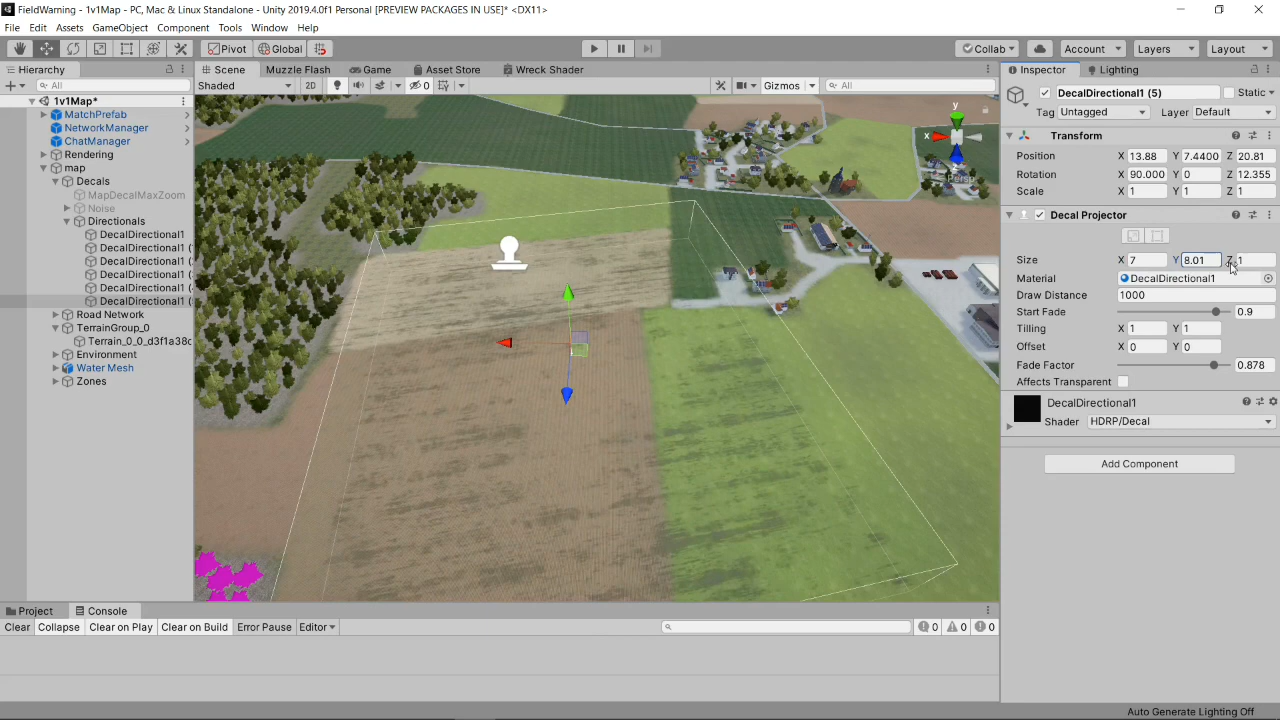 FieldWarning - 1v1Map - PC, Mac & Linux Standalone - Unity 2019.4.0f1 Personal [PREVIEW PACKAGES IN USE]* <DX11>
File Edit Assets GameObject Component Tools Window Help
Pivot Global Collab Account Layers Layout
Hierarchy Scene Muzzle Flash Game Asset Store Wreck Shader Inspector Lighting
All Shaded 2D 0 Gizmos All DecalDirectional1 (5) Static
1v1Map*
Tag Untagged Layer Default
MatchPrefab
NetworkManager
ChatManager
Rendering
map
Decals
MapDecalMaxZoom
Noise
Directionals
DecalDirectional1
DecalDirectional1 (
DecalDirectional1 (
DecalDirectional1 (
DecalDirectional1 (
DecalDirectional1 (
Road Network
TerrainGroup_0
Terrain_0_0_d3f1a38c
Environment
Water Mesh
Zones
y
x
z
Persp
Transform
Position X 13.88 Y 7.4400 Z 20.81
Rotation X 90.000 Y 0 Z 12.355
Scale X 1 Y 1 Z 1
Decal Projector
Size X 7 Y 8.01 Z 1
Material DecalDirectional1
Draw Distance 1000
Start Fade 0.9
Tilling X 1 Y 1
Offset X 0 Y 0
Fade Factor 0.878
Affects Transparent
DecalDirectional1
Shader HDRP/Decal
Add Component
Project Console
Clear Collapse Clear on Play Clear on Build Error Pause Editor 0 0 0
Auto Generate Lighting Off